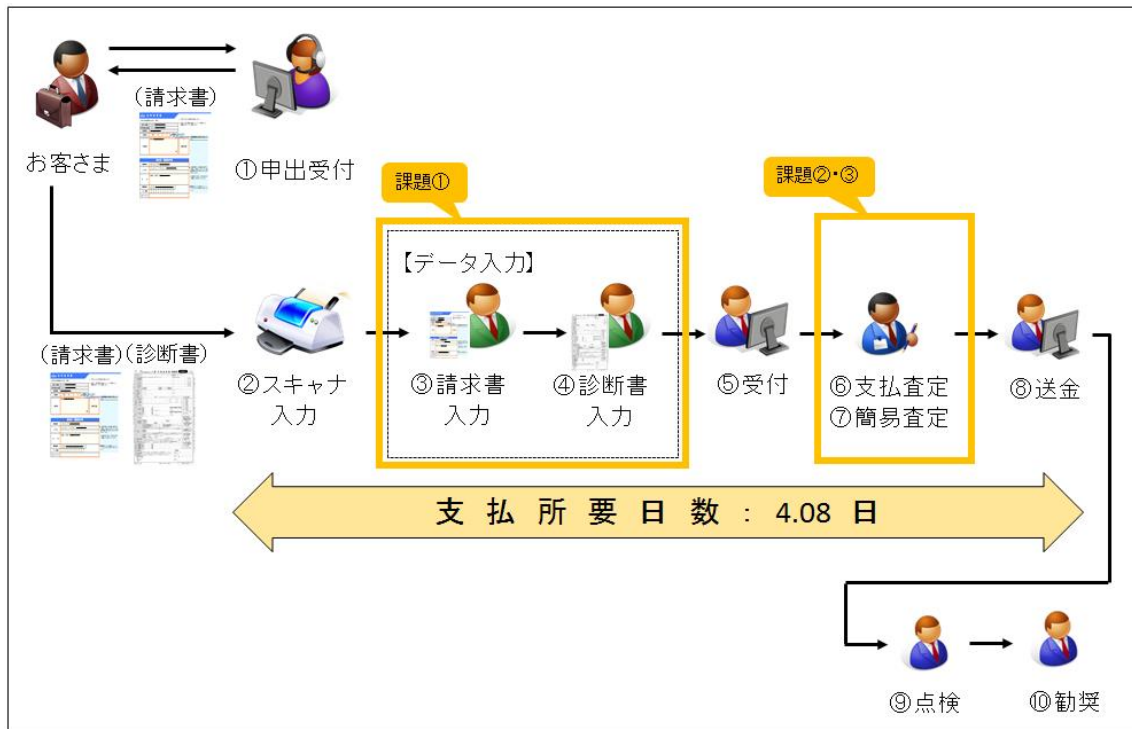 (請求書)
お客さま
①申出受付
課題①
課題②・③
【データ入力】
(請求書)(診断書)
②スキャナ
入力
③請求書
入力
④診断書
入力
⑤受付
⑥支払査定
⑦簡易査定
⑧送金
支払所要日数:4.08日
⑨点検
⑩勧奨